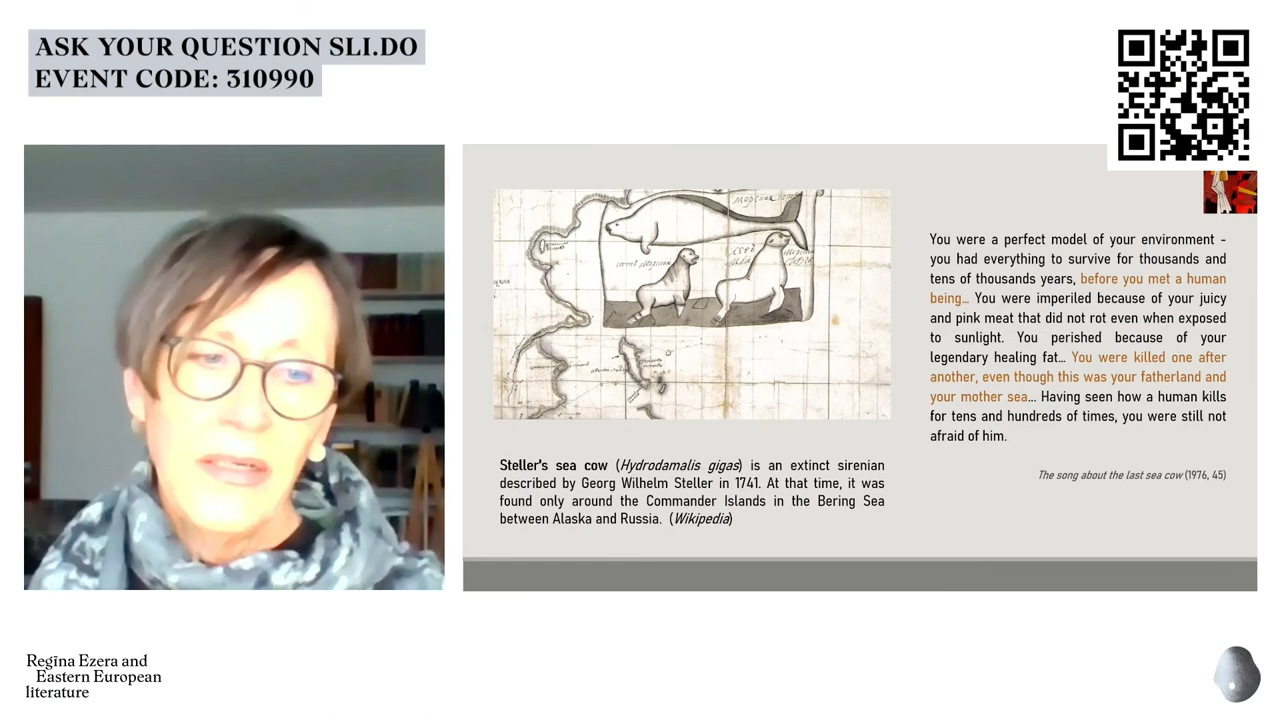 ASK YOUR QUESTION SLI.DO
EVENT CODE: 310990
You were a perfect model of your environment -
you had everything to survive for thousands and
tens of thousands years, before you met a human
being... You were imperiled because of your juicy
and pink meat that did not rot even when exposed
to sunlight. You perished because of your
legendary healing fat... You were killed one after
another, even though this was your fatherland and
your mother sea... Having seen how a human kills
for tens and hundreds of times, you were still not
afraid of him.
The song about the last sea cow (1976, 45)
Steller's sea cow (Hydrodamalis gigas) is an extinct sirenian
described by Georg Wilhelm Steller in 1741. At that time, it was
found only around the Commander Islands in the Bering Sea
between Alaska and Russia. (Wikipedia)
Regīna Ezera and
Eastern European
literature